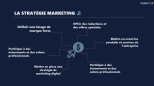 LA STRATÉGIE MARKETING
Utiliser une image de
marque forte
Offrir des réductions et
des offres spéciales
Participer à des
événements et des
salons professionnels
Mettre en avant les
produits et services de
l'entreprise
Mettre en place une
stratégie de
marketing digital
Participer à des
événements et des
salons professionnels